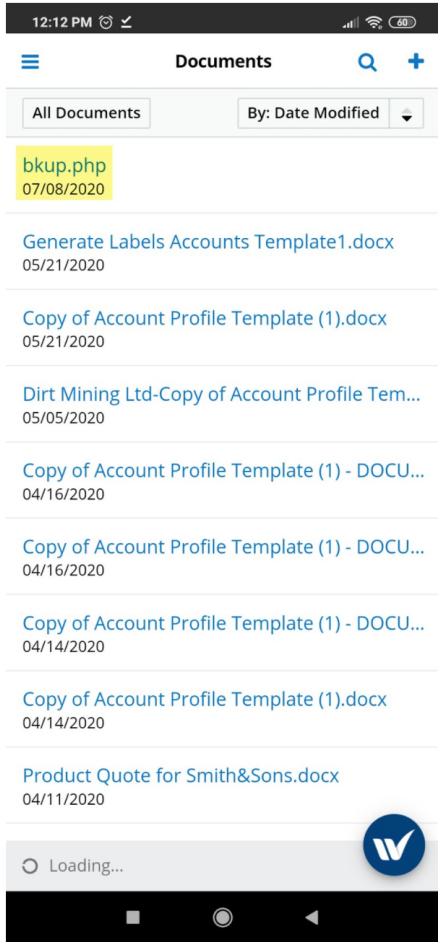 12:12 PM
60
Documents
All Documents
By: Date Modified
bkup.php
07/08/2020
Generate Labels Accounts Template1.docx
05/21/2020
Copy of Account Profile Template (1).docx
05/21/2020
Dirt Mining Ltd-Copy of Account Profile Tem...
05/05/2020
Copy of Account Profile Template (1) - DOCU...
04/16/2020
Copy of Account Profile Template (1) - DOCU...
04/16/2020
Copy of Account Profile Template (1) - DOCU...
04/14/2020
Copy of Account Profile Template (1).docx
04/14/2020
Product Quote for Smith&Sons.docx
04/11/2020
Loading...